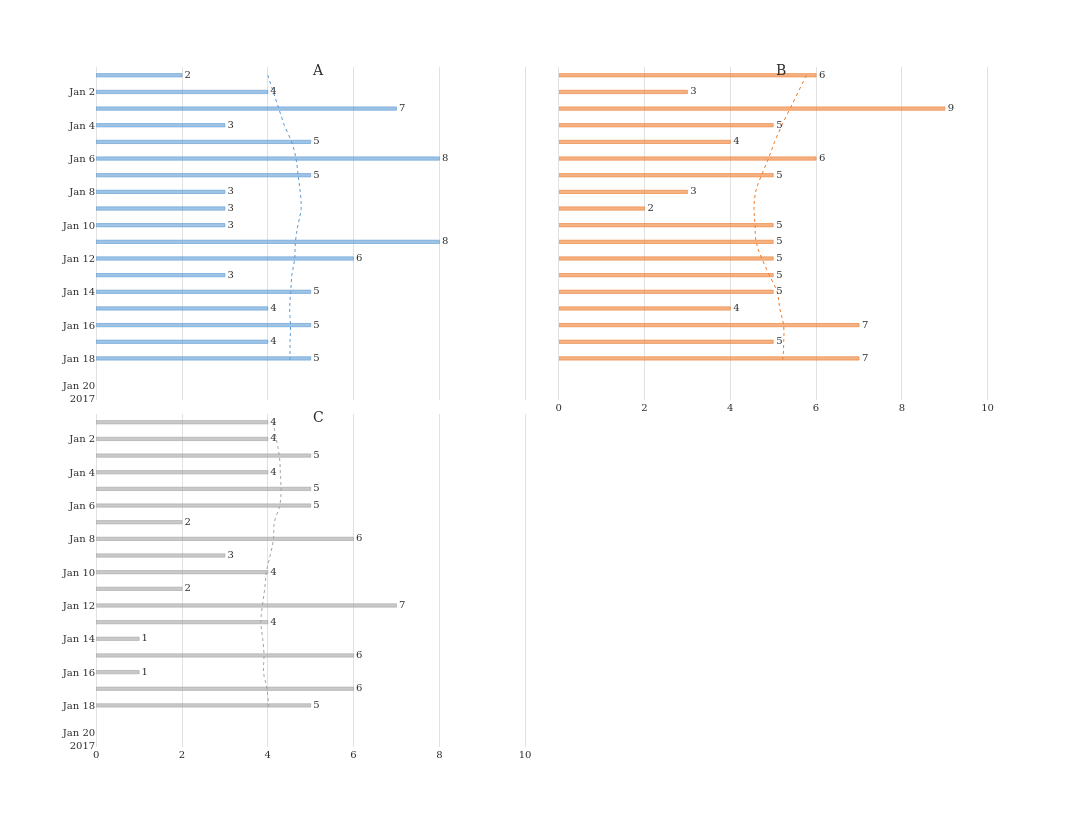 A
2
Jan 2 4
7
Jan 4 3
5
Jan 6 8
5
Jan 8 3
3
Jan 10 3
8
Jan 12 6
3
Jan 14 5
4
Jan 16 5
4
Jan 18 5
Jan 20
2017
B
6
3
9
5
4
6
5
3
2
5
5
5
5
5
4
7
5
7
0 2 4 6 8 10
C
4
Jan 2 4
5
Jan 4 4
5
Jan 6 5
2
Jan 8 6
3
Jan 10 4
2
Jan 12 7
4
Jan 14 1
6
Jan 16 1
6
Jan 18 5
Jan 20
2017
0 2 4 6 8 10